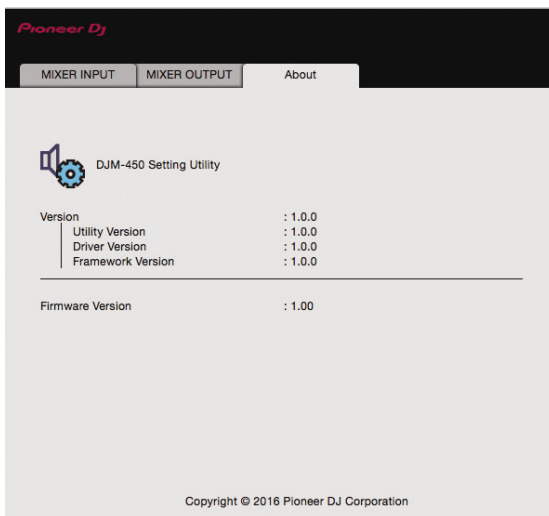 Pioneer Dj
MIXER INPUT MIXER OUTPUT About
DJM-450 Setting Utility
Version : 1.0.0
Utility Version : 1.0.0
Driver Version : 1.0.0
Framework Version : 1.0.0
Firmware Version : 1.00
Copyright © 2016 Pioneer DJ Corporation